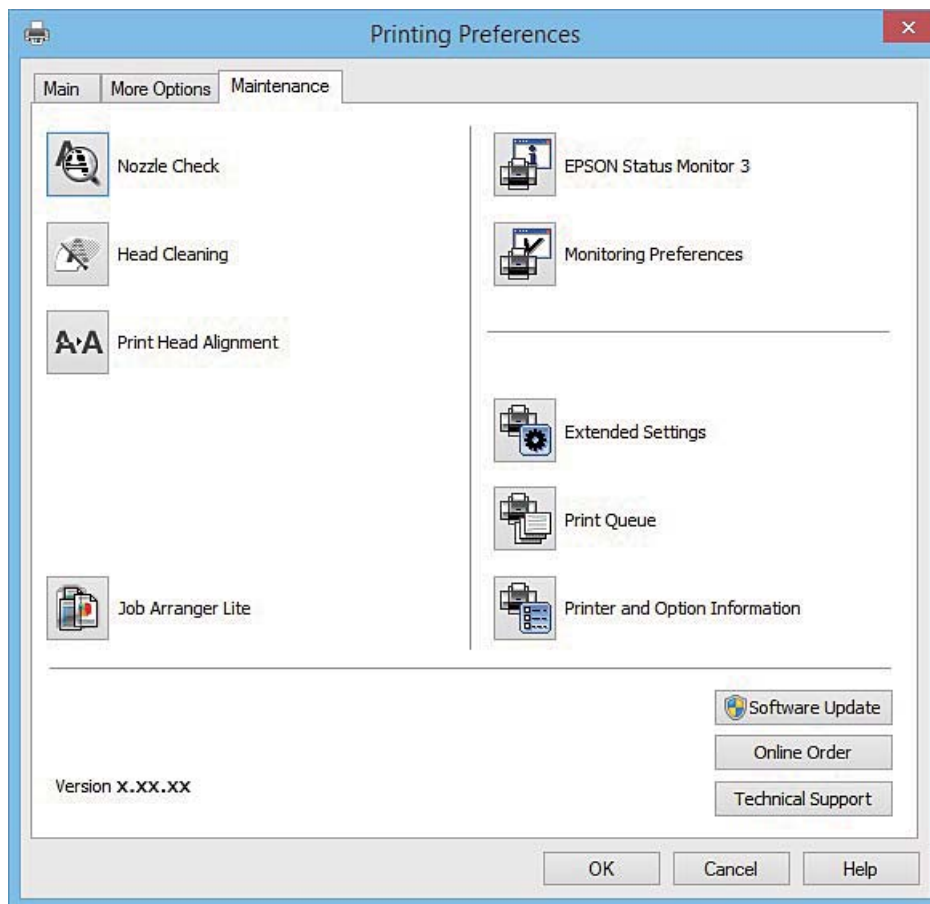 Printing Preferences
Main
More Options
Maintenance
Nozzle Check
Head Cleaning
A A Print Head Alignment
Job Arranger Lite
EPSON Status Monitor 3
Monitoring Preferences
Extended Settings
Print Queue
Printer and Option Information
Software Update
Online Order
Technical Support
Version x.xx.xx
OK
Cancel
Help